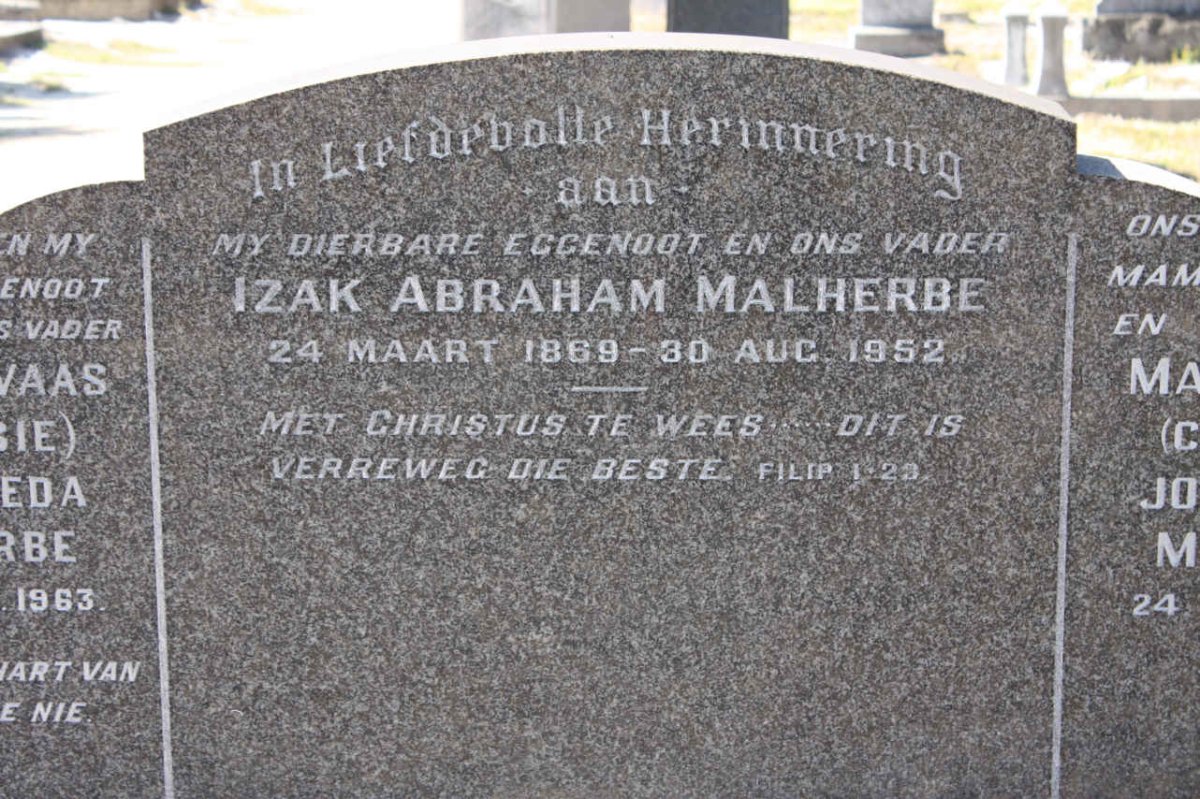 In Liefdevolle Herinnering
aan
MY DIERBARE EGGENOOT EN ONS VADER
IZAK ABRAHAM MALHERBE
24 MAART 1869 - 30 AUG. 1952
MET CHRISTUS TE WEES ..... DIT IS
VERREWEG DIE BESTE. FILIP 1-23.
EN MY
ENOOT
S VADER
VAAS
SIE)
EDA
RBE
. 1963.
HART VAN
E NIE.
ONS
MAM
EN
MA
(C
JO
M
24